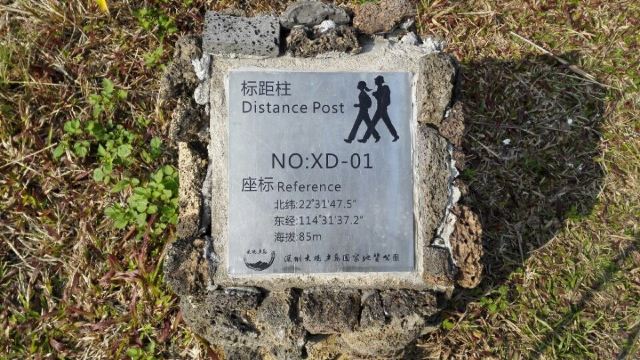 标距柱
Distance Post
NO:XD-01
座标 Reference
北纬:22°31'47.5"
东经:114°31'37.2"
海拔:85m
深圳大鹏半岛国家地质公园